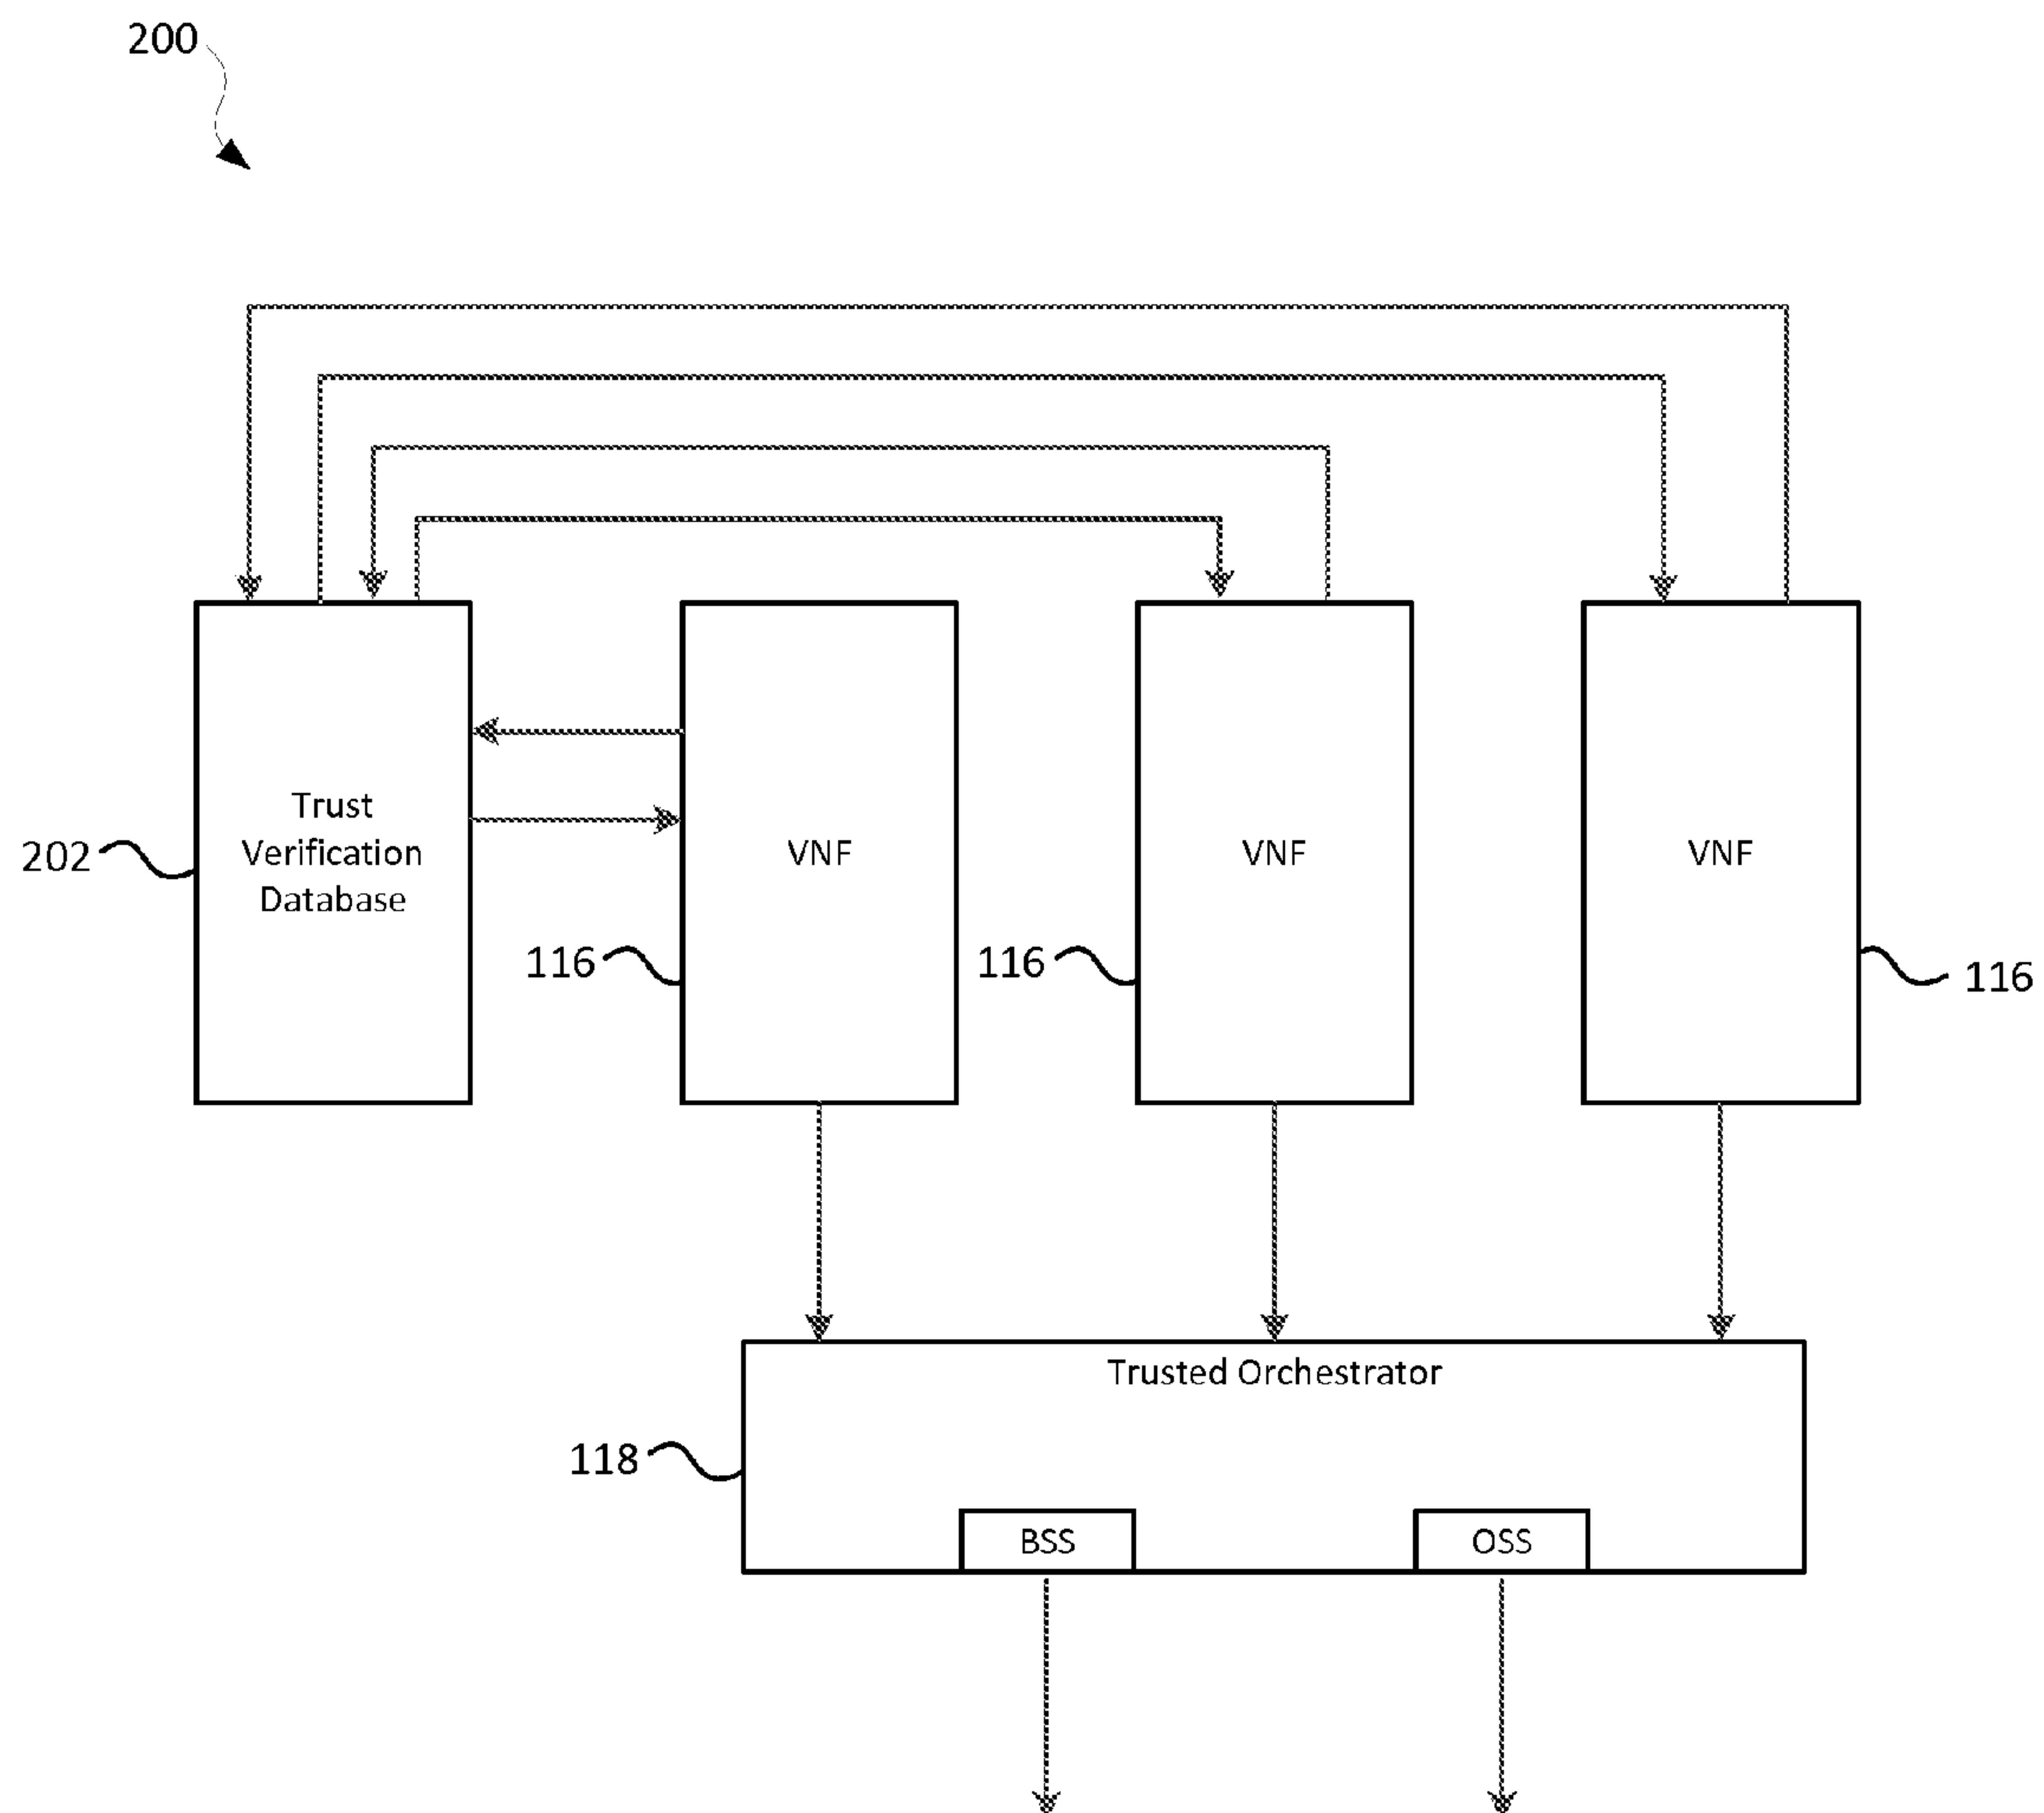 200
Trust
Verification
Database
VNF
VNF
VNF
202
116
116
116
Trusted Orchestrator
118
BSS
OSS